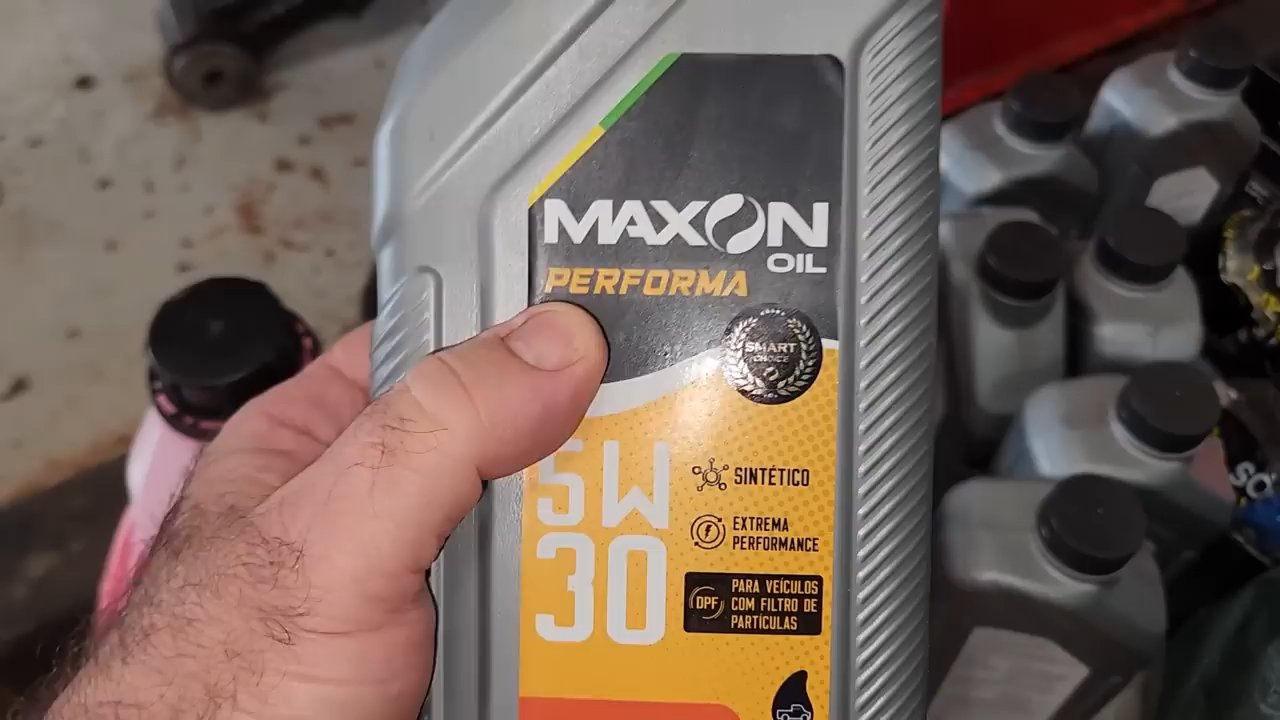 MAXON
OIL
PERFORMA
SMART
CHOICE
5W
30
SINTÉTICO
EXTREMA
PERFORMANCE
DPF
PARA VEÍCULOS
COM FILTRO DE
PARTÍCULAS